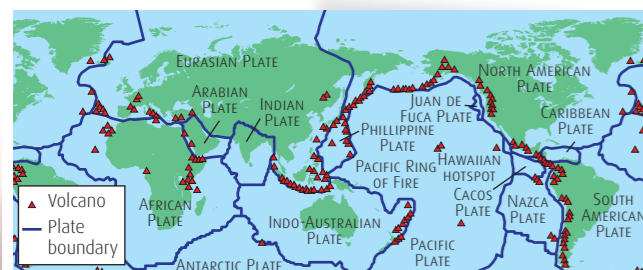 EURASIAN PLATE
ARABIAN
PLATE
INDIAN
PLATE
JUAN DE
FUCA PLATE
NORTH AMERICAN
PLATE
CARIBBEAN
PLATE
PHILLIPPINE
PLATE
PACIFIC RING
OF FIRE
HAWAIIAN
HOTSPOT
CACOS
PLATE
NAZCA
PLATE
SOUTH
AMERICAN
PLATE
AFRICAN
PLATE
INDO-AUSTRALIAN
PLATE
PACIFIC
PLATE
ANTARCTIC PLATE
Volcano
Plate
boundary